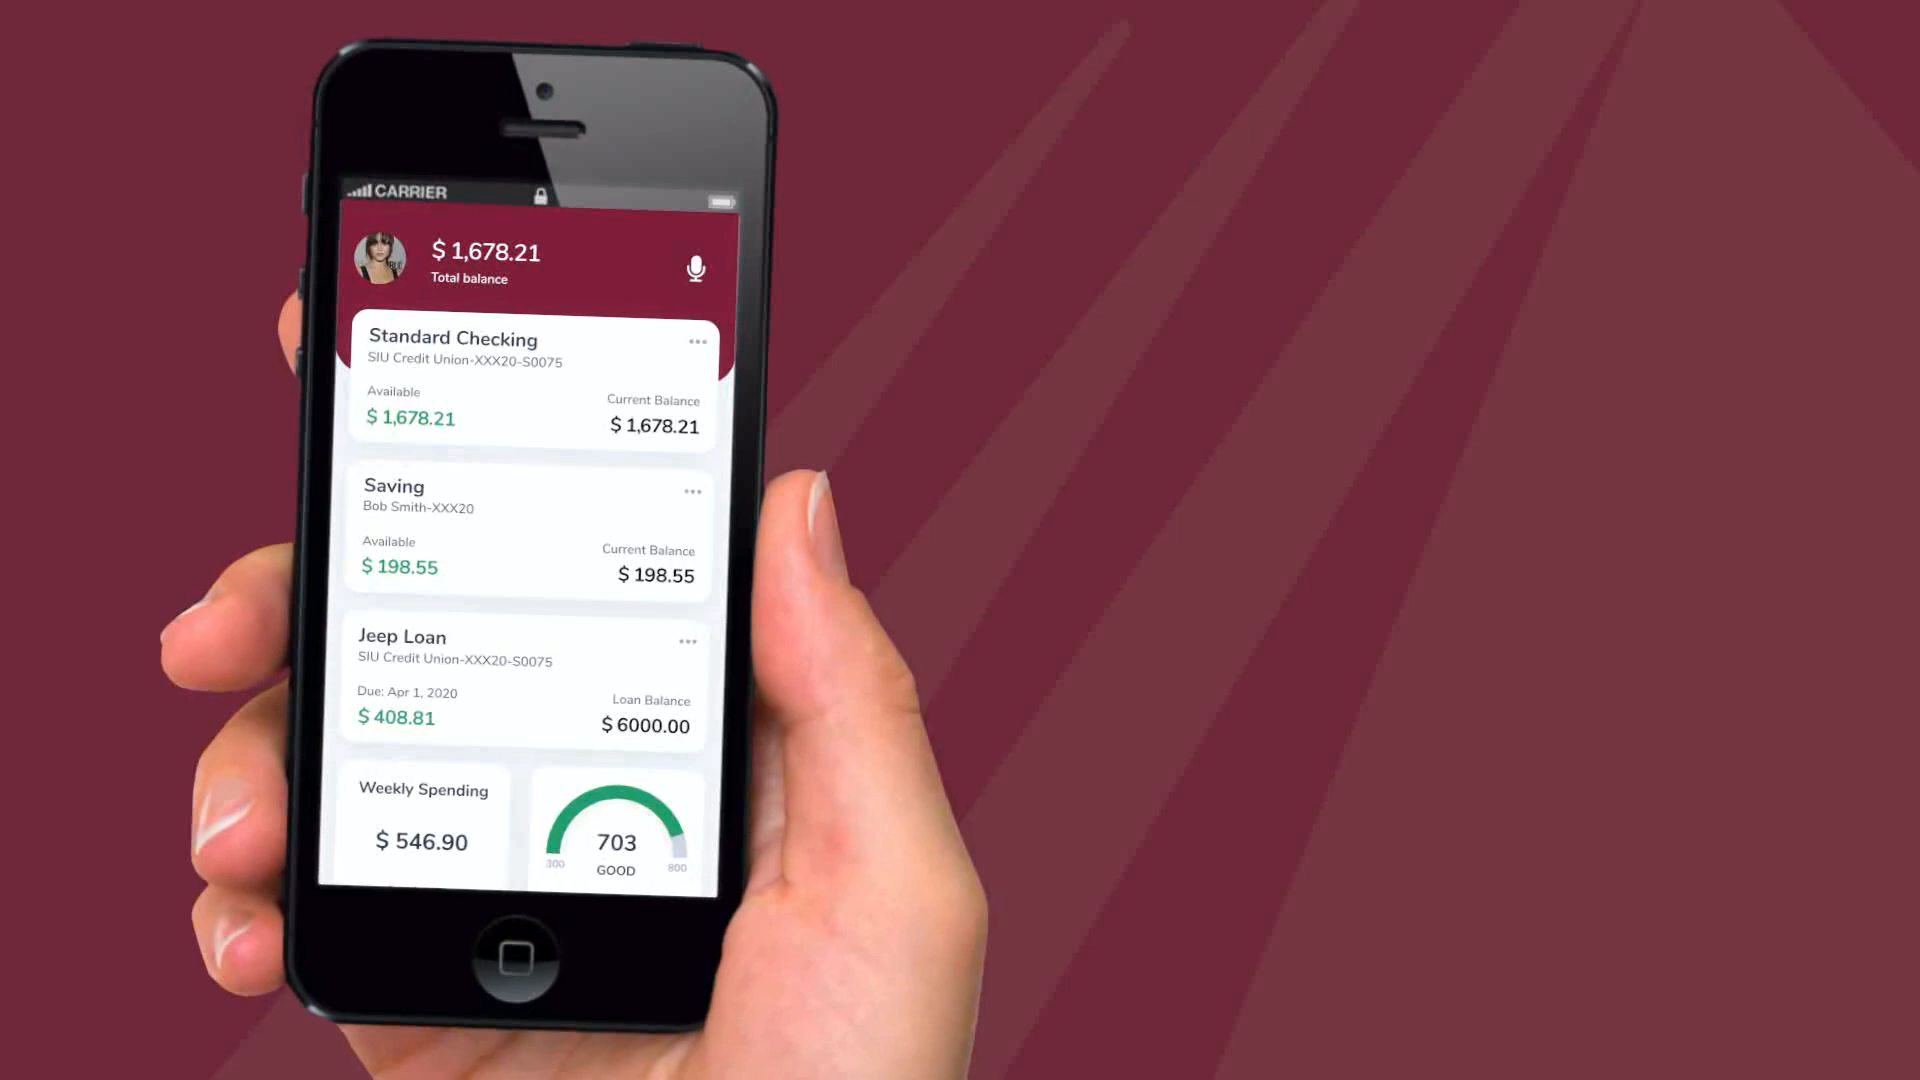 CARRIER
$ 1,678.21
Total balance
Standard Checking
SIU Credit Union-XXX20-S0075
Available
Current Balance
$ 1,678.21
$ 1,678.21
Saving
Bob Smith-XXX20
Available
Current Balance
$ 198.55
$ 198.55
Jeep Loan
SIU Credit Union-XXX20-S0075
Due: Apr 1, 2020
Loan Balance
$ 408.81
$ 6000.00
Weekly Spending
$ 546.90
703
300
800
GOOD